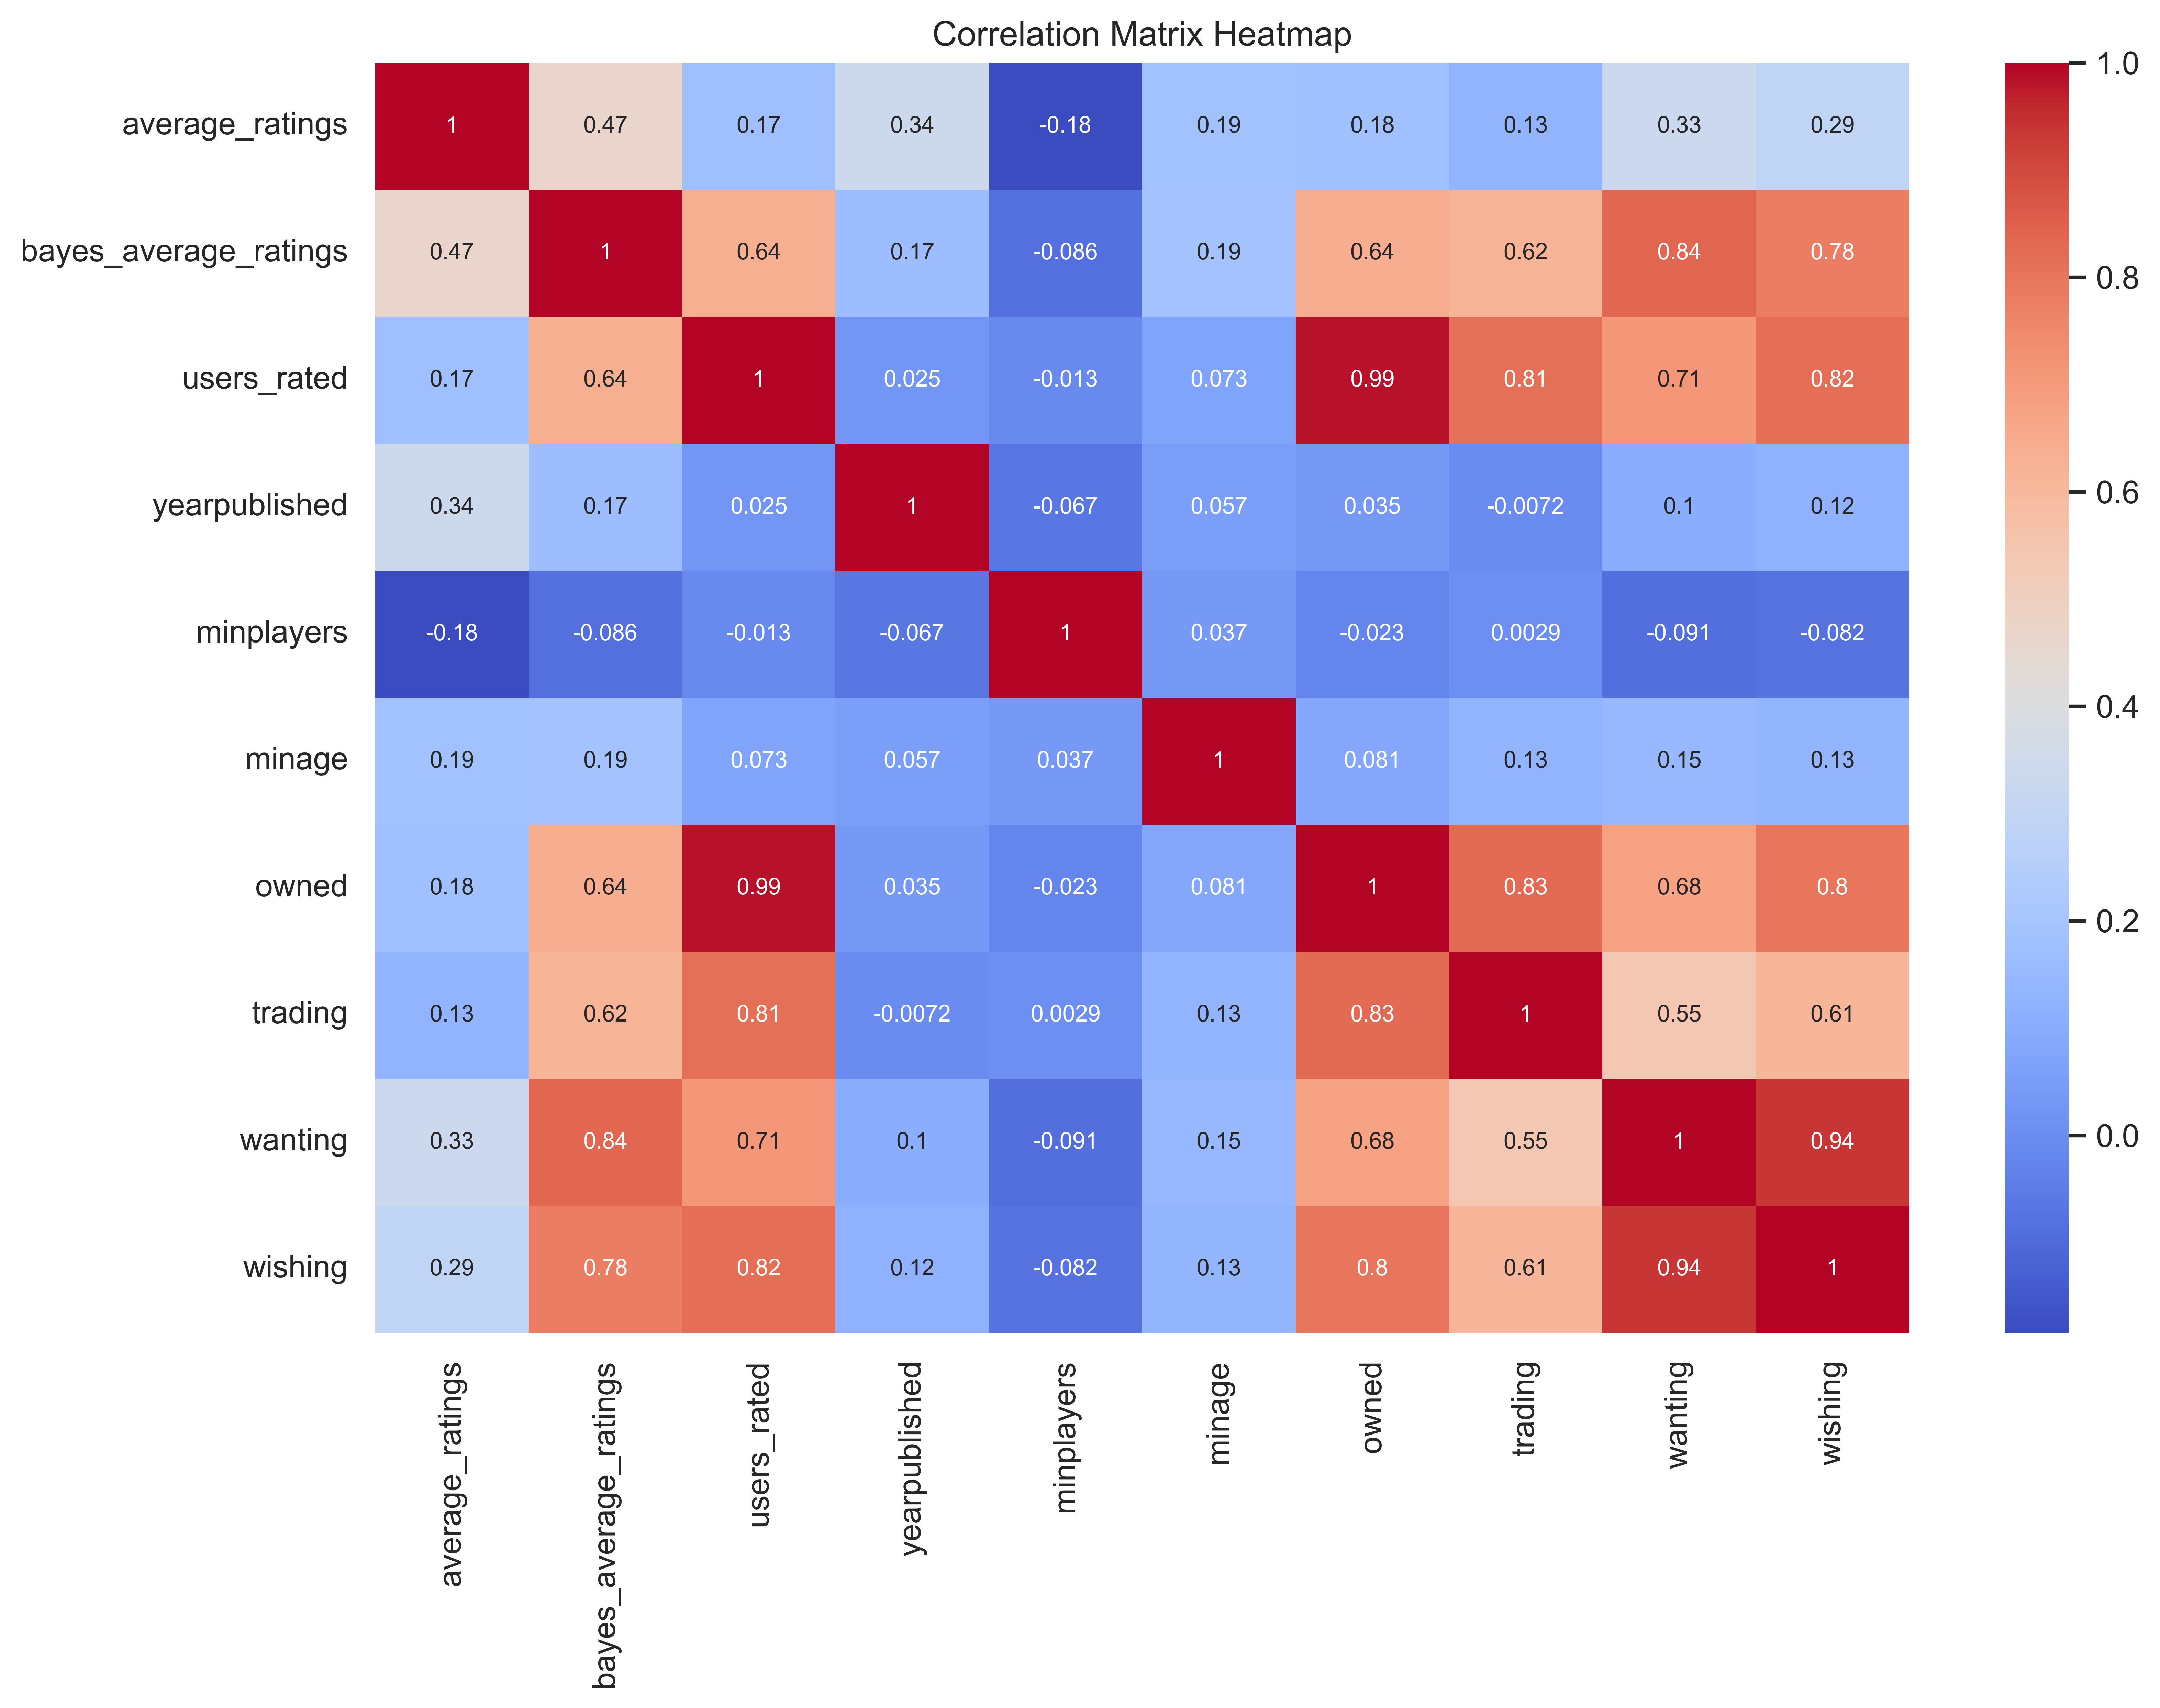 Correlation Matrix Heatmap
average_ratings 1 0.47 0.17 0.34 -0.18 0.19 0.18 0.13 0.33 0.29
bayes_average_ratings 0.47 1 0.64 0.17 -0.086 0.19 0.64 0.62 0.84 0.78
users_rated 0.17 0.64 1 0.025 -0.013 0.073 0.99 0.81 0.71 0.82
yearpublished 0.34 0.17 0.025 1 -0.067 0.057 0.035 -0.0072 0.1 0.12
minplayers -0.18 -0.086 -0.013 -0.067 1 0.037 -0.023 0.0029 -0.091 -0.082
minage 0.19 0.19 0.073 0.057 0.037 1 0.081 0.13 0.15 0.13
owned 0.18 0.64 0.99 0.035 -0.023 0.081 1 0.83 0.68 0.8
trading 0.13 0.62 0.81 -0.0072 0.0029 0.13 0.83 1 0.55 0.61
wanting 0.33 0.84 0.71 0.1 -0.091 0.15 0.68 0.55 1 0.94
wishing 0.29 0.78 0.82 0.12 -0.082 0.13 0.8 0.61 0.94 1
average_ratings
bayes_average_ratings
users_rated
yearpublished
minplayers
minage
owned
trading
wanting
wishing
1.0
0.8
0.6
0.4
0.2
0.0